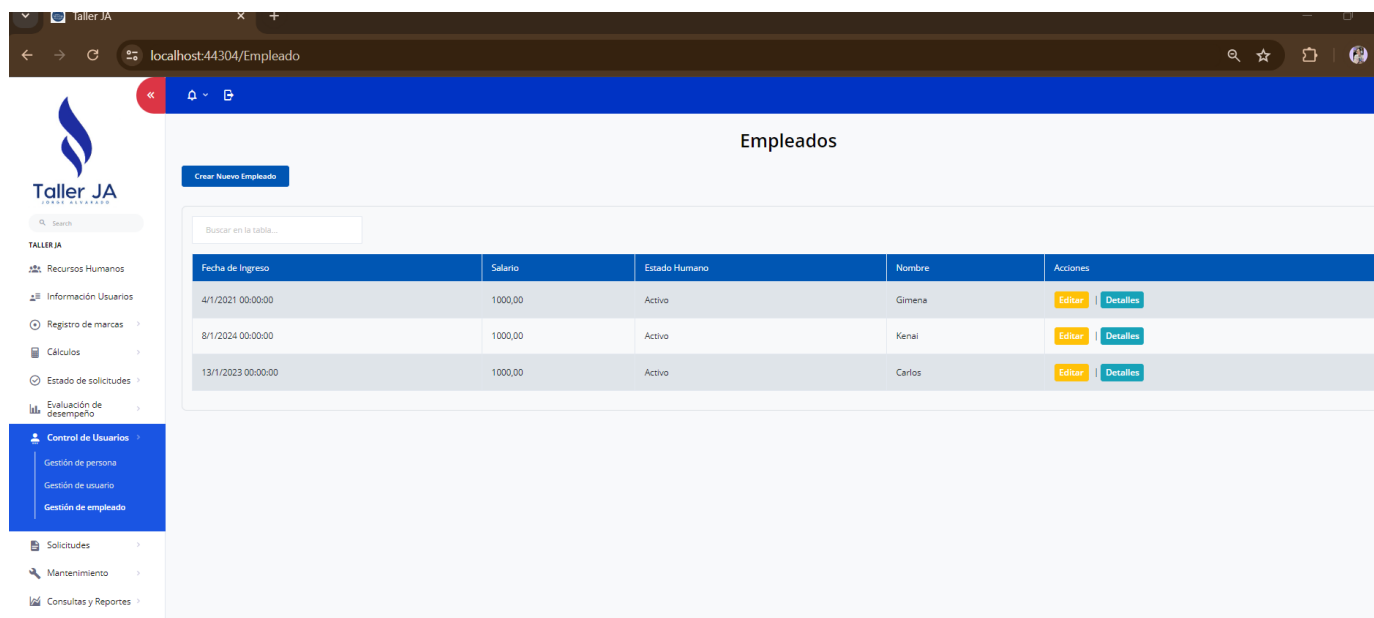 Taller JA
localhost:44304/Empleado
Taller JA
JORGE ALVARADO
Search
TALLER JA
Recursos Humanos
Información Usuarios
Registro de marcas
Cálculos
Estado de solicitudes
Evaluación de
desempeño
Control de Usuarios
Gestión de persona
Gestión de usuario
Gestión de empleado
Solicitudes
Mantenimiento
Consultas y Reportes
Empleados
Crear Nuevo Empleado
Buscar en la tabla...
Fecha de Ingreso Salario Estado Humano Nombre Acciones
4/1/2021 00:00:00 1000,00 Activo Gimena Editar | Detalles
8/1/2024 00:00:00 1000,00 Activo Kenai Editar | Detalles
13/1/2023 00:00:00 1000,00 Activo Carlos Editar | Detalles